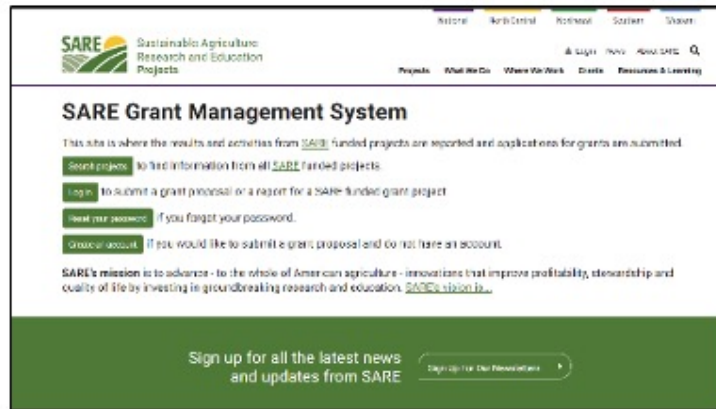 National North Central Northeast Southern Western
SARE Sustainable Agriculture
Research and Education
Projects
Login News About SARE
Projects What We Do Where We Work Grants Resources & Learning
SARE Grant Management System
This site is where the results and activities from SARE funded projects are reported and applications for grants are submitted.
Search projects to find information from all SARE funded projects.
Log in to submit a grant proposal or a report for a SARE funded grant project
Reset your password if you forgot your password.
Create an account if you would like to submit a grant proposal and do not have an account.
SARE's mission is to advance - to the whole of American agriculture - innovations that improve profitability, stewardship and
quality of life by investing in groundbreaking research and education. SARE's vision is...
Sign up for all the latest news
and updates from SARE
Sign Up For Our Newsletters